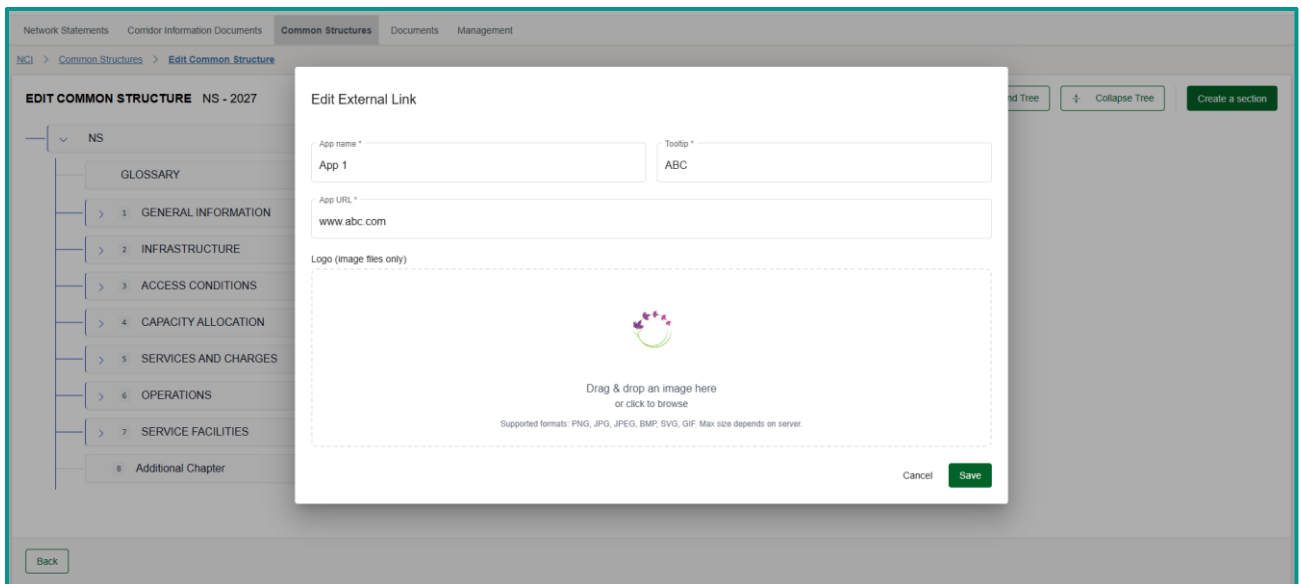 Network Statements Corridor Information Documents Common Structures Documents Management
NCI > Common Structures > Edit Common Structure
EDIT COMMON STRUCTURE NS - 2027
nd Tree Collapse Tree Create a section
NS
GLOSSARY
1 GENERAL INFORMATION
2 INFRASTRUCTURE
3 ACCESS CONDITIONS
4 CAPACITY ALLOCATION
5 SERVICES AND CHARGES
6 OPERATIONS
7 SERVICE FACILITIES
8 Additional Chapter
Back
Edit External Link
App name * Tooltip *
App 1 ABC
App URL *
www.abc.com
Logo (image files only)
Drag & drop an image here
or click to browse
Supported formats: PNG, JPG, JPEG, BMP, SVG, GIF. Max size depends on server.
Cancel Save